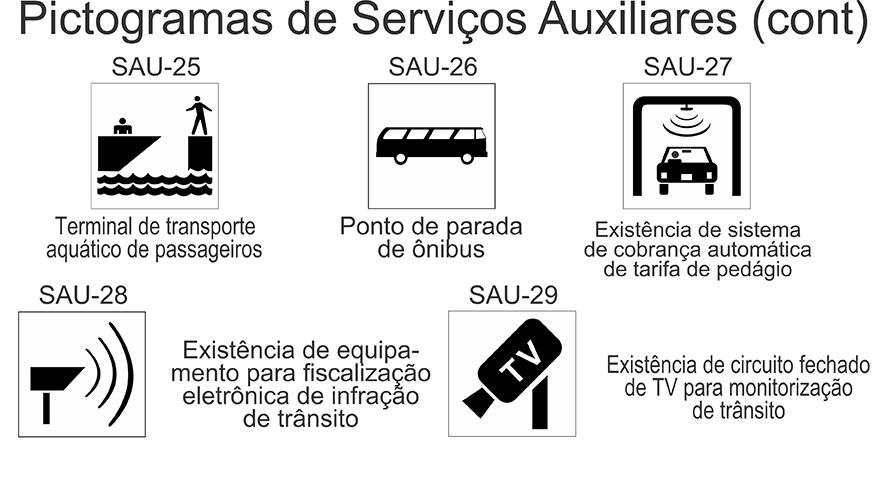 Pictogramas de Serviços Auxiliares (cont)
SAU-25
SAU-26
SAU-27
Terminal de transporte
aquático de passageiros
Ponto de parada
de ônibus
Existência de sistema
de cobrança automática
de tarifa de pedágio
SAU-28
SAU-29
Existência de equipa-
mento para fiscalização
eletrônica de infração
de trânsito
TV
Existência de circuito fechado
de TV para monitorização
de trânsito